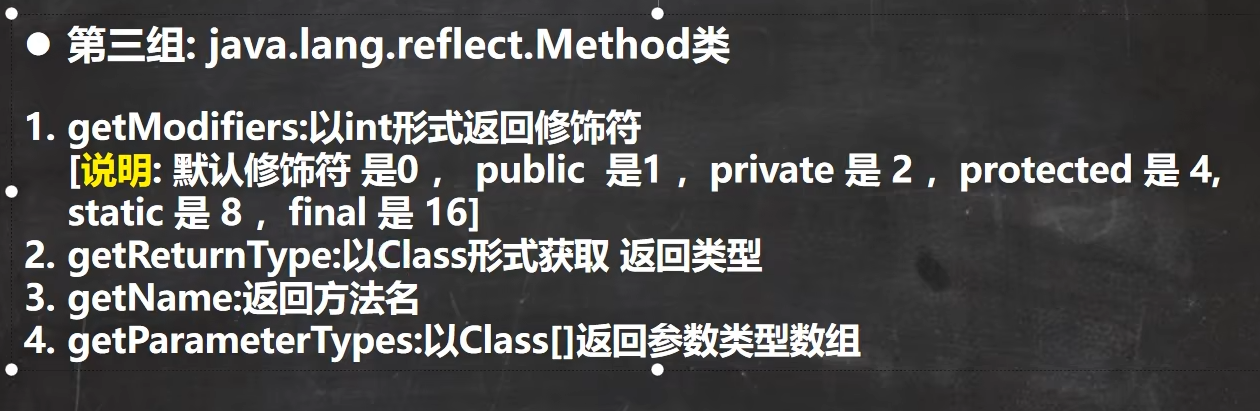 ● 第三组: java.lang.reflect.Method类
1. getModifiers:以int形式返回修饰符
[说明: 默认修饰符 是0 ， public 是1 ，private 是 2 ，protected 是 4,
static 是 8 ，final 是 16]
2. getReturnType:以Class形式获取 返回类型
3. getName:返回方法名
4. getParameterTypes:以Class[]返回参数类型数组